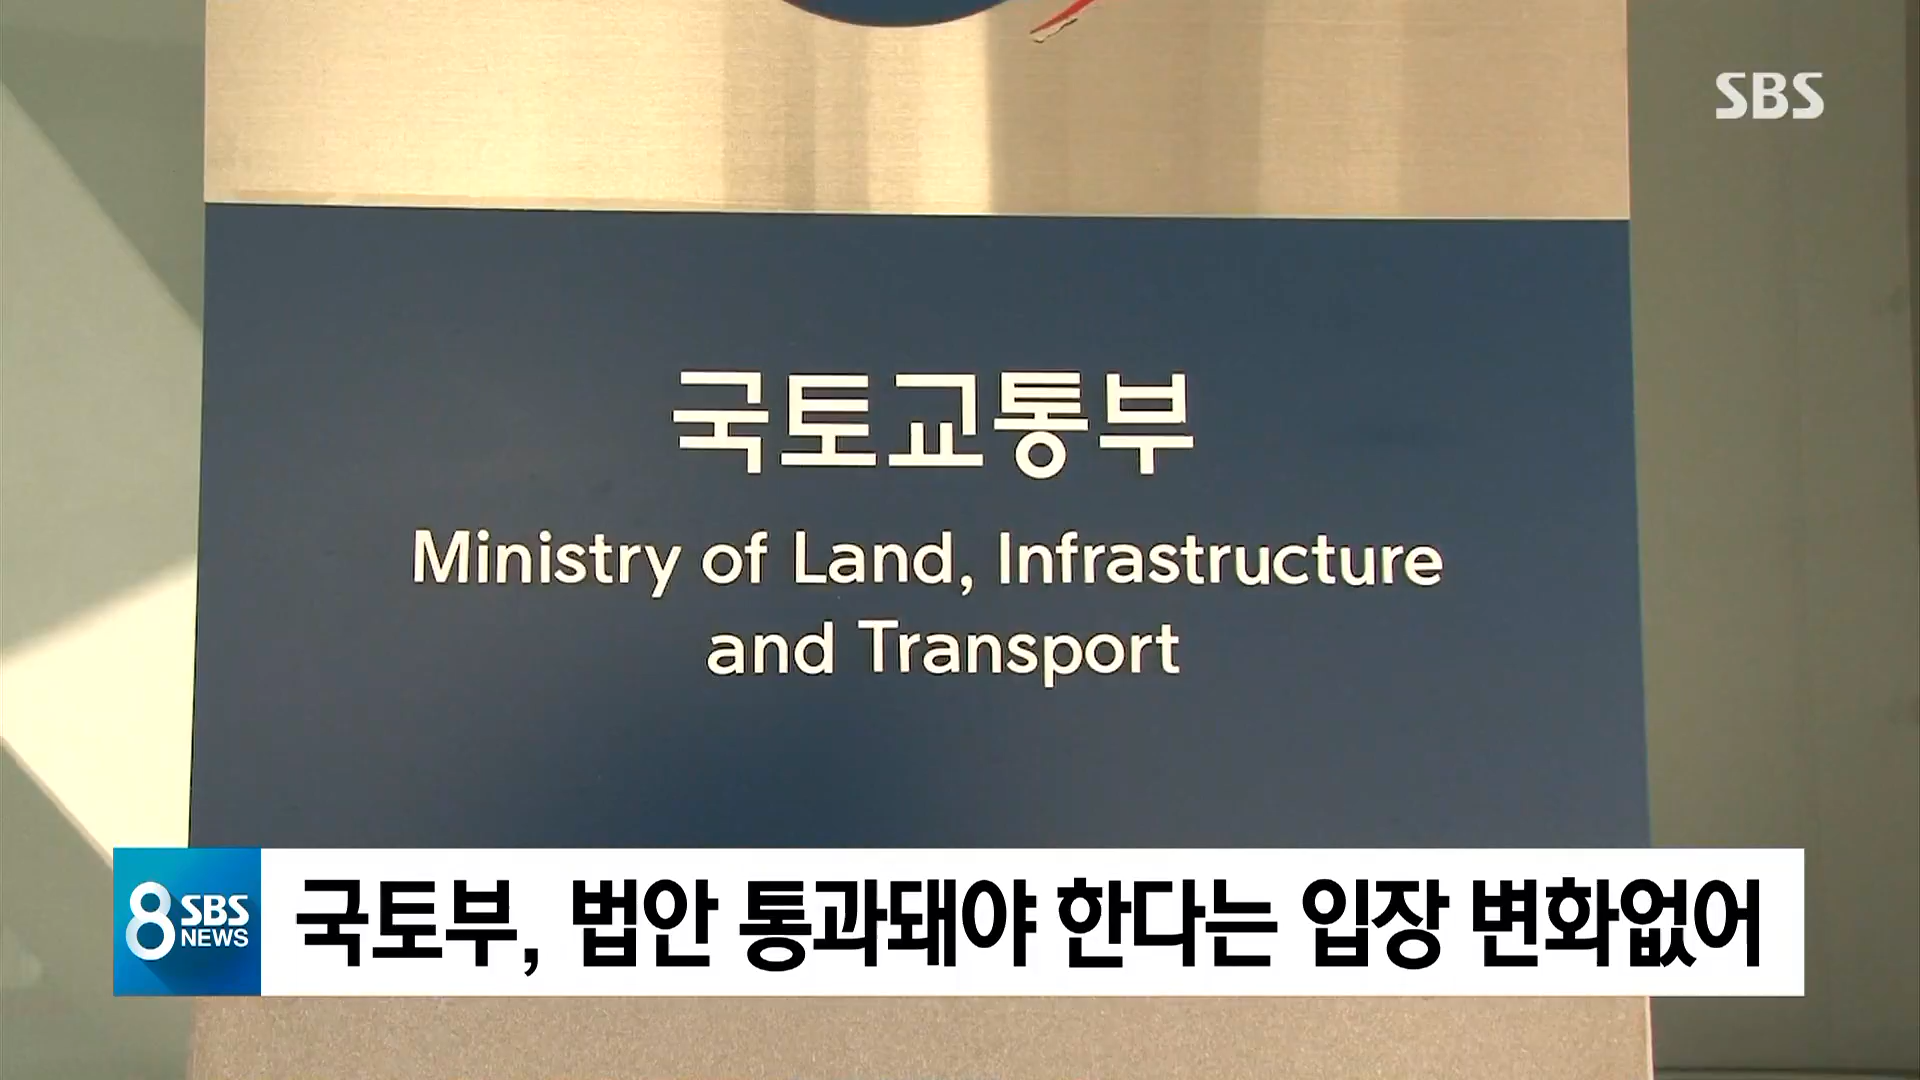 SBS
국토교통부
Ministry of Land, Infrastructure
and Transport
8 SBS NEWS
국토부, 법안 통과돼야 한다는 입장 변화없어